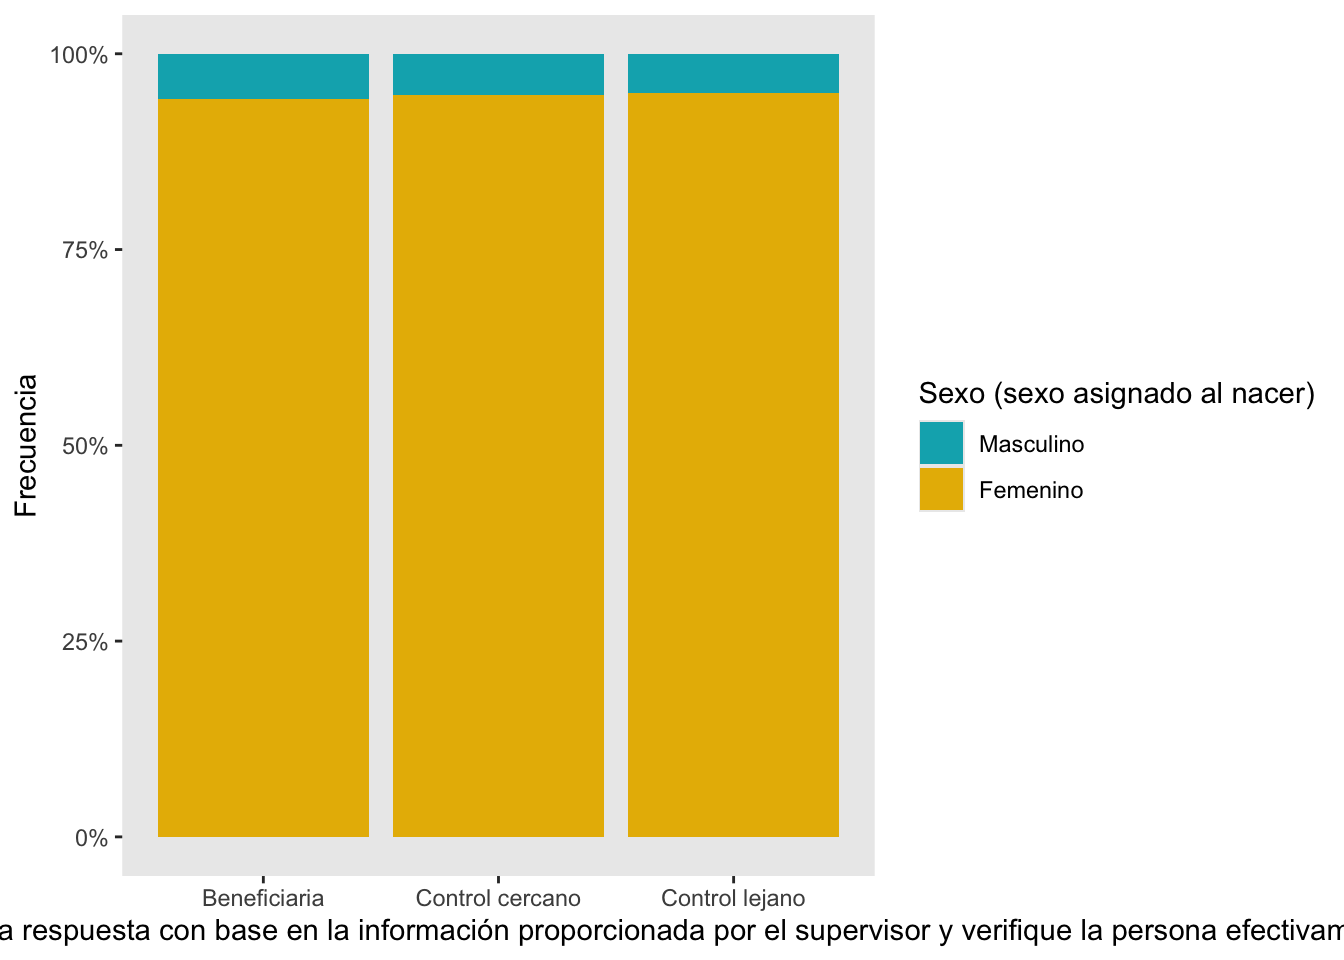 Frecuencia
100%
75%
50%
25%
0%
Beneficiaria
Control cercano
Control lejano
a respuesta con base en la información proporcionada por el supervisor y verifique la persona
Sexo (sexo asignado al nacer)
Masculino
Femenino